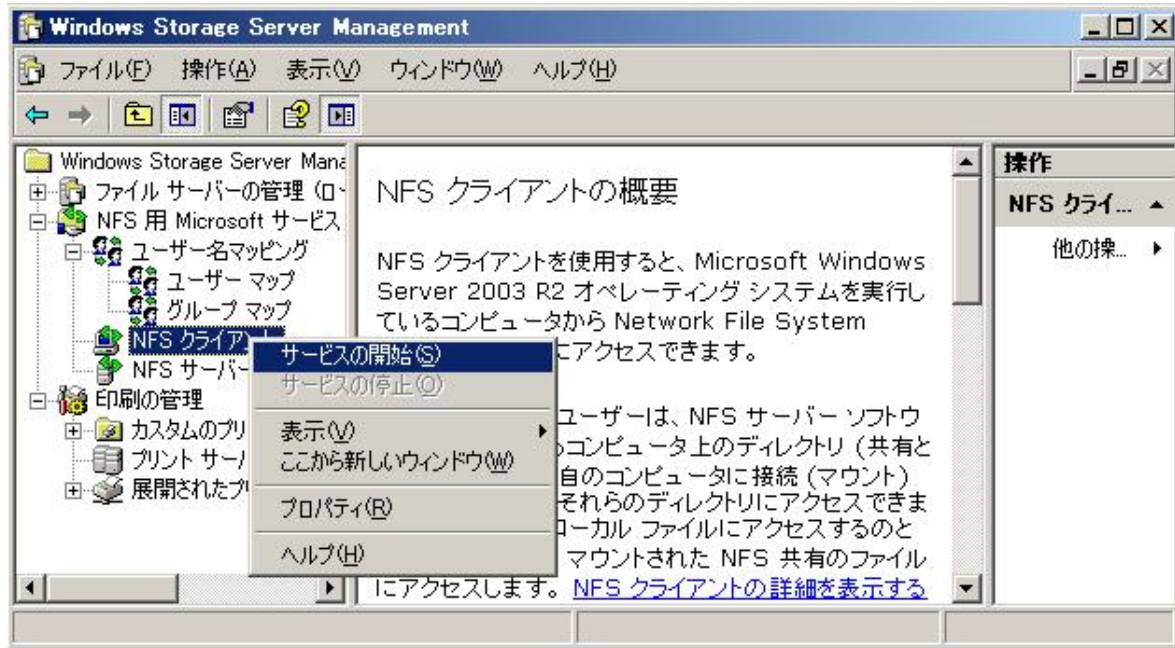 Windows Storage Server Management
ファイル(F) 操作(A) 表示(V) ウィンドウ(W) ヘルプ(H)
Windows Storage Server Mana
ファイル サーバーの管理 (ロー
NFS 用 Microsoft サービス
ユーザー名マッピング
ユーザー マップ
グループ マップ
NFS クライアント
NFS サーバー
印刷の管理
カスタムのプリ
プリント サーバ
展開されたプ
サービスの開始(S)
サービスの停止(O)
表示(V)
ここから新しいウィンドウ(W)
プロパティ(R)
ヘルプ(H)
NFS クライアントの概要
NFS クライアントを使用すると、Microsoft Windows
Server 2003 R2 オペレーティング システムを実行し
ているコンピュータから Network File System
にアクセスできます。
ユーザーは、NFS サーバー ソフトウ
コンピュータ上のディレクトリ (共有と
自のコンピュータに接続 (マウント)
それらのディレクトリにアクセスできま
ローカル ファイルにアクセスするのと
マウントされた NFS 共有のファイル
にアクセスします。NFS クライアントの詳細を表示する
操作
NFS クライ...
他の操...